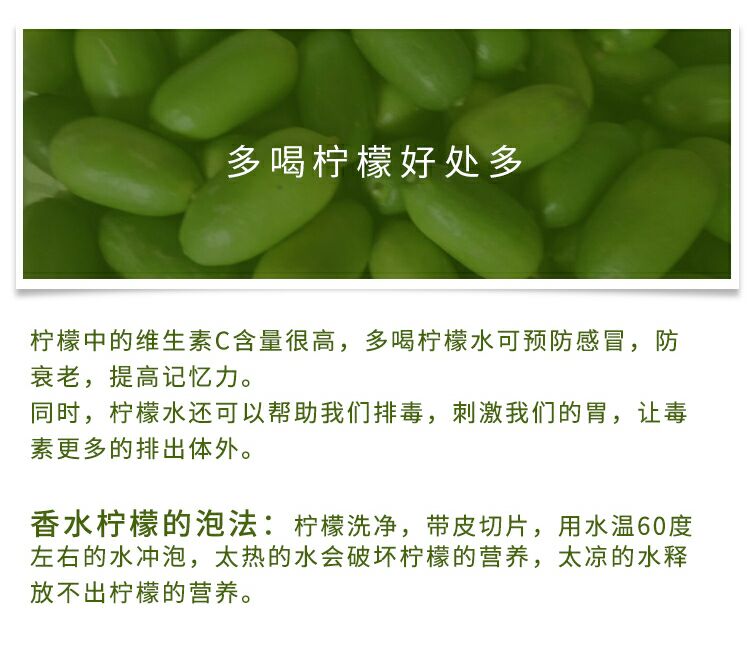 多喝柠檬好处多
柠檬中的维生素C含量很高，多喝柠檬水可预防感冒，防
衰老，提高记忆力。
同时，柠檬水还可以帮助我们排毒，刺激我们的胃，让毒
素更多的排出体外。
香水柠檬的泡法：柠檬洗净，带皮切片，用水温60度
左右的水冲泡，太热的水会破坏柠檬的营养，太凉的水释
放不出柠檬的营养。